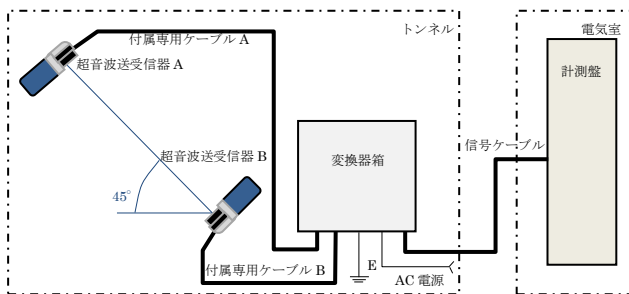 付属専用ケーブル A
トンネル
電気室
超音波送受信器 A
計測盤
信号ケーブル
超音波送受信器 B
変換器箱
45°
付属専用ケーブル B
E
AC 電源